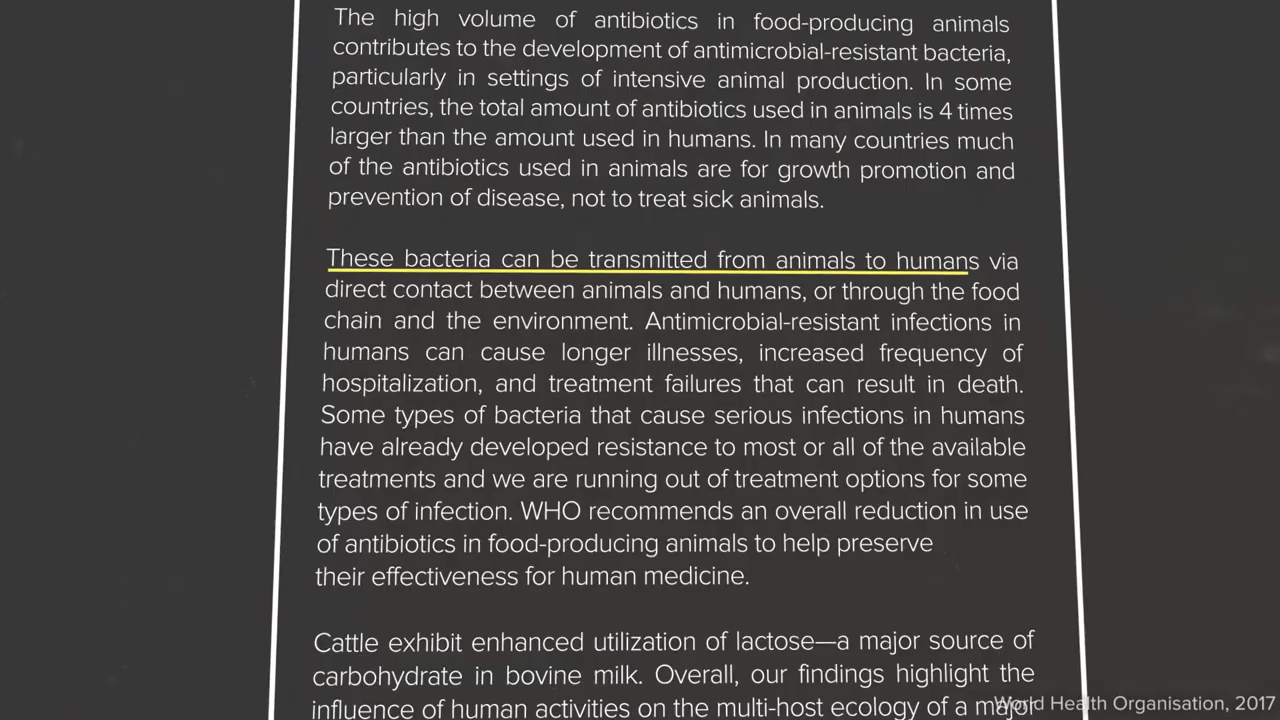 The high volume of antibiotics in food-producing animals
contributes to the development of antimicrobial-resistant bacteria,
particularly in settings of intensive animal production. In some
countries, the total amount of antibiotics used in animals is 4 times
larger than the amount used in humans. In many countries much
of the antibiotics used in animals are for growth promotion and
prevention of disease, not to treat sick animals.
These bacteria can be transmitted from animals to humans via
direct contact between animals and humans, or through the food
chain and the environment. Antimicrobial-resistant infections in
humans can cause longer illnesses, increased frequency of
hospitalization, and treatment failures that can result in death.
Some types of bacteria that cause serious infections in humans
have already developed resistance to most or all of the available
treatments and we are running out of treatment options for some
types of infection. WHO recommends an overall reduction in use
of antibiotics in food-producing animals to help preserve
their effectiveness for human medicine.
Cattle exhibit enhanced utilization of lactose—a major source of
carbohydrate in bovine milk. Overall, our findings highlight the
influence of human activities on the multi-host ecology of a major
World Health Organisation, 2017